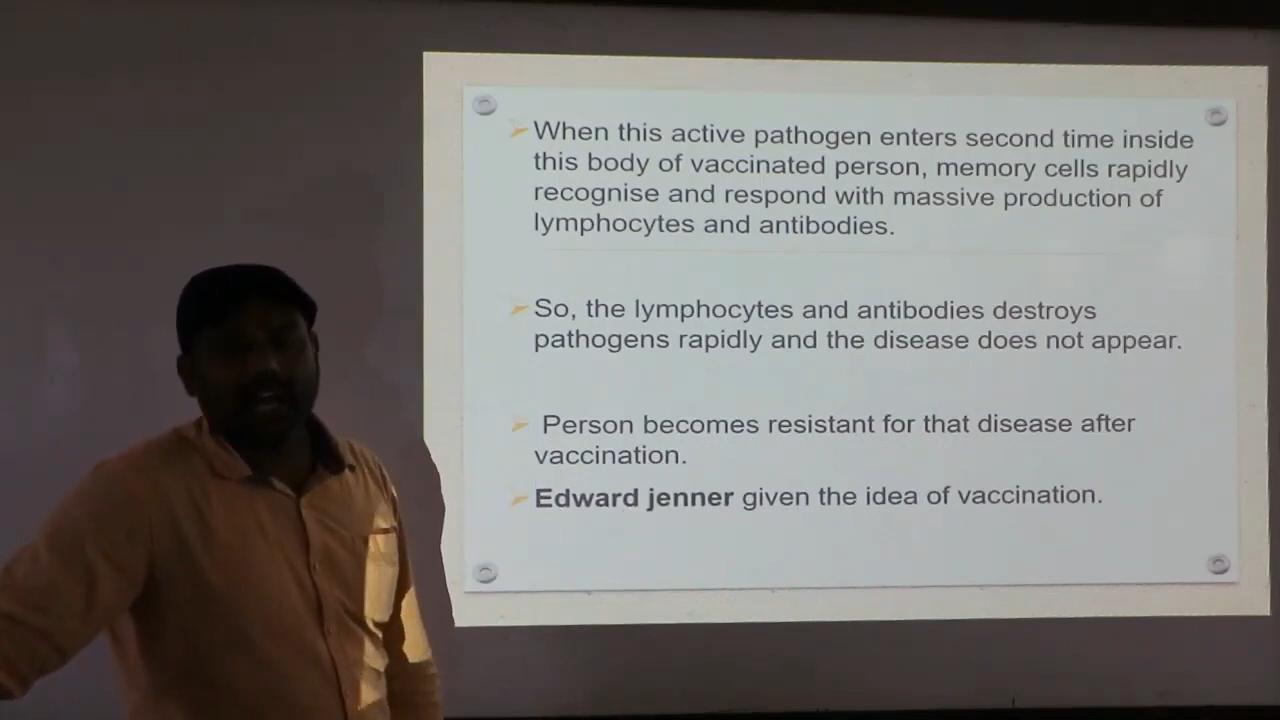 When this active pathogen enters second time inside
this body of vaccinated person, memory cells rapidly
recognise and respond with massive production of
lymphocytes and antibodies.
So, the lymphocytes and antibodies destroys
pathogens rapidly and the disease does not appear.
Person becomes resistant for that disease after
vaccination.
Edward jenner given the idea of vaccination.